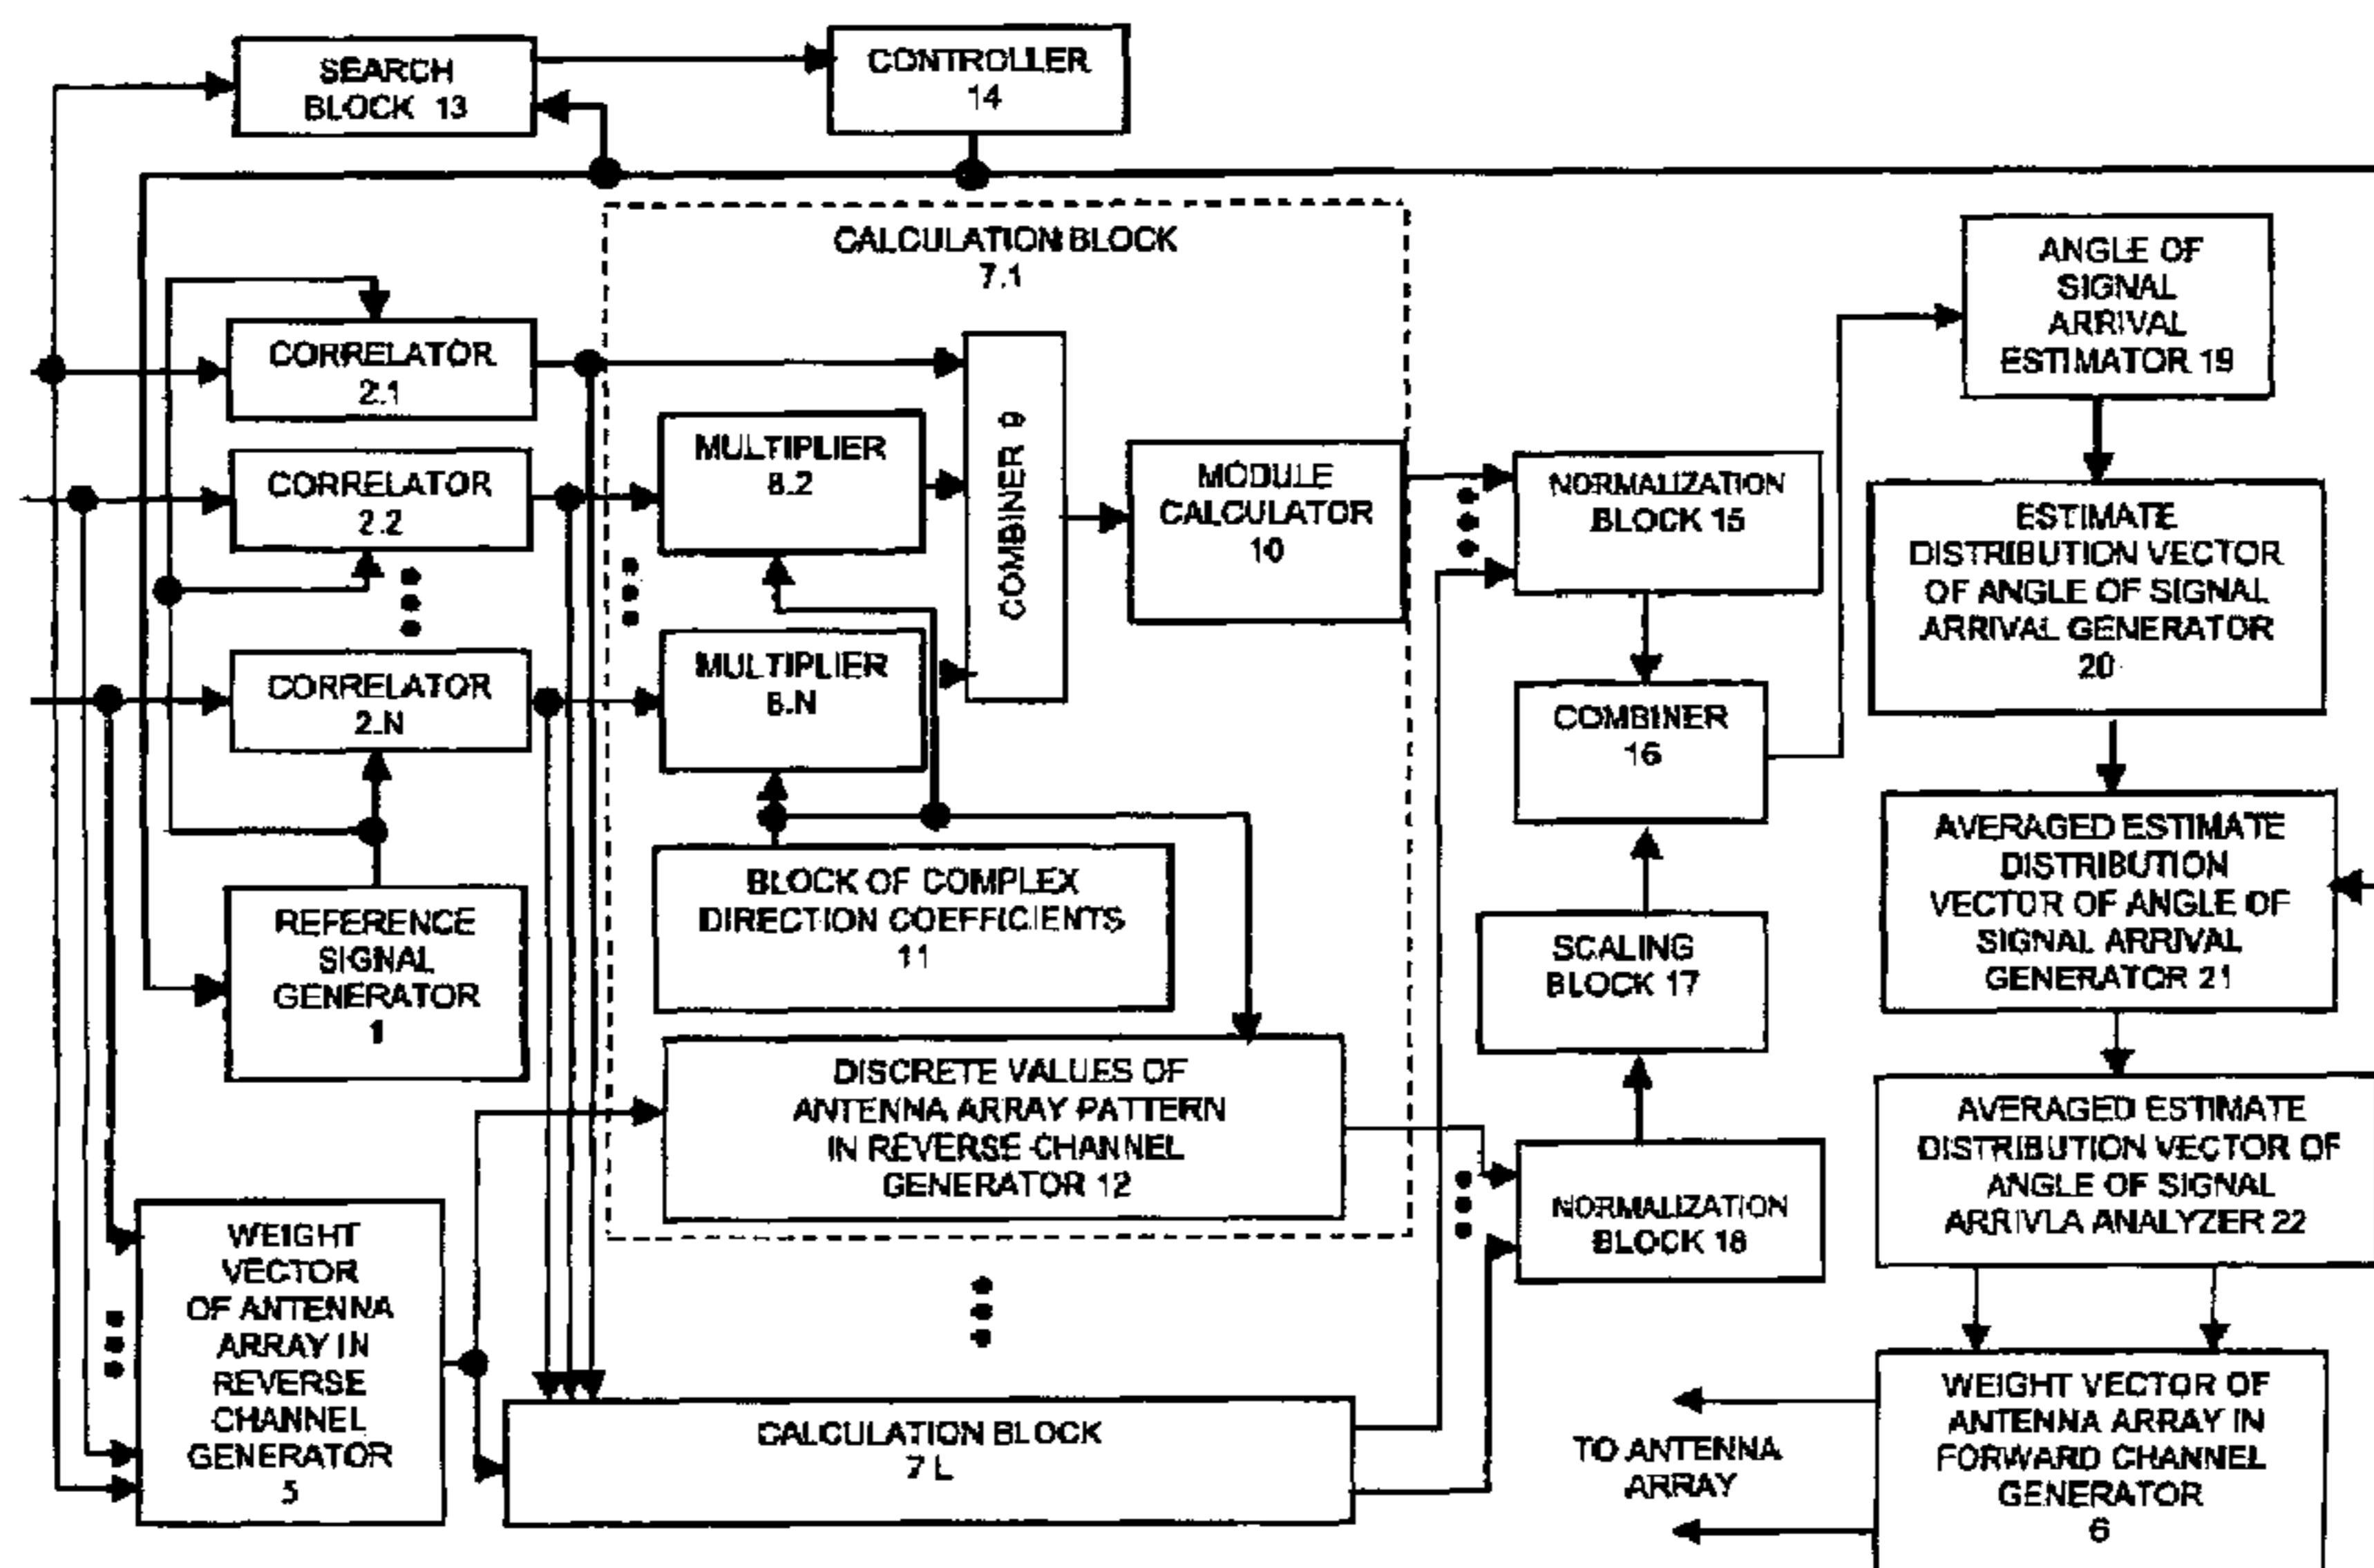 SEARCH
BLOCK 13
CONTROLLER
14
CALCULATION BLOCK
7.1
CORRELATOR
2.1
CORRELATOR
2.2
CORRELATOR
2.N
REFERENCE
SIGNAL
GENERATOR
1
MULTIPLIER
8.2
MULTIPLIER
8.N
COMBINER 9
MODULE
CALCULATOR
10
BLOCK OF COMPLEX
DIRECTION COEFFICIENTS
11
DISCRETE VALUES OF
ANTENNA ARRAY PATTERN
IN REVERSE CHANNEL
GENERATOR 12
WEIGHT
VECTOR
OF ANTENNA
ARRAY IN
REVERSE
CHANNEL
GENERATOR
5
CALCULATION BLOCK
7 L
NORMALIZATION
BLOCK 15
COMBINER
16
SCALING
BLOCK 17
NORMALIZATION
BLOCK 18
ANGLE OF
SIGNAL
ARRIVAL
ESTIMATOR 19
ESTIMATE
DISTRIBUTION VECTOR
OF ANGLE OF SIGNAL
ARRIVAL GENERATOR
20
AVERAGED ESTIMATE
DISTRIBUTION
VECTOR OF ANGLE OF
SIGNAL ARRIVAL
GENERATOR 21
AVERAGED ESTIMATE
DISTRIBUTION VECTOR OF
ANGLE OF SIGNAL
ARRIVLA ANALYZER 22
WEIGHT VECTOR OF
ANTENNA ARRAY IN
FORWARD CHANNEL
GENERATOR
6
TO ANTENNA
ARRAY